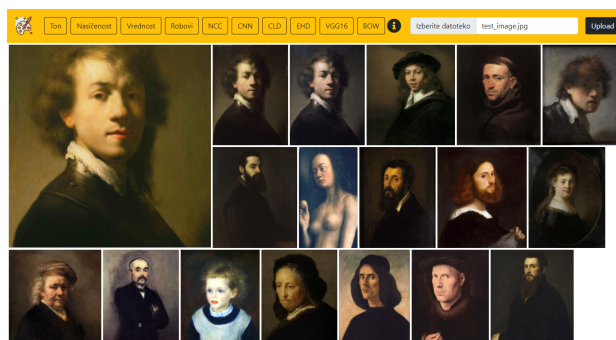 Ton Nasičenost Vrednost Robovi NCC CNN CLD EHD VGG16 BOW Izberite datoteko test_image.jpg Upload